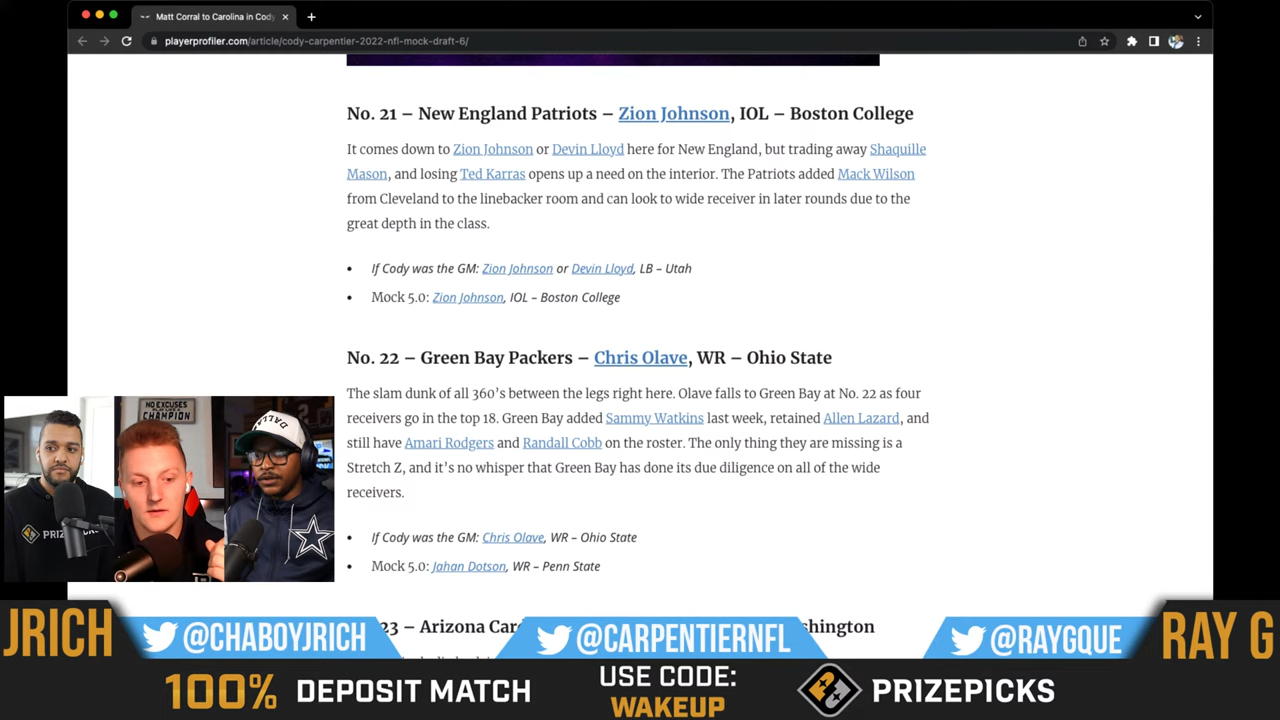 Matt Corral to Carolina in Cody
playerprofiler.com/article/cody-carpentier-2022-nfl-mock-draft-6/
No. 21 – New England Patriots – Zion Johnson, IOL – Boston College
It comes down to Zion Johnson or Devin Lloyd here for New England, but trading away Shaquille
Mason, and losing Ted Karras opens up a need on the interior. The Patriots added Mack Wilson
from Cleveland to the linebacker room and can look to wide receiver in later rounds due to the
great depth in the class.
• If Cody was the GM: Zion Johnson or Devin Lloyd, LB – Utah
• Mock 5.0: Zion Johnson, IOL – Boston College
No. 22 – Green Bay Packers – Chris Olave, WR – Ohio State
The slam dunk of all 360's between the legs right here. Olave falls to Green Bay at No. 22 as four
receivers go in the top 18. Green Bay added Sammy Watkins last week, retained Allen Lazard, and
still have Amari Rodgers and Randall Cobb on the roster. The only thing they are missing is a
Stretch Z, and it's no whisper that Green Bay has done its due diligence on all of the wide
receivers.
• If Cody was the GM: Chris Olave, WR – Ohio State
• Mock 5.0: Jahan Dotson, WR – Penn State
23 – Arizona Car
NO EXCUSES
CHAMPION
JRICH
@CHABOYJRICH
@CARPENTIERNFL
@RAYGQUE
RAY G
100% DEPOSIT MATCH
USE CODE:
WAKEUP
PRIZEPICKS